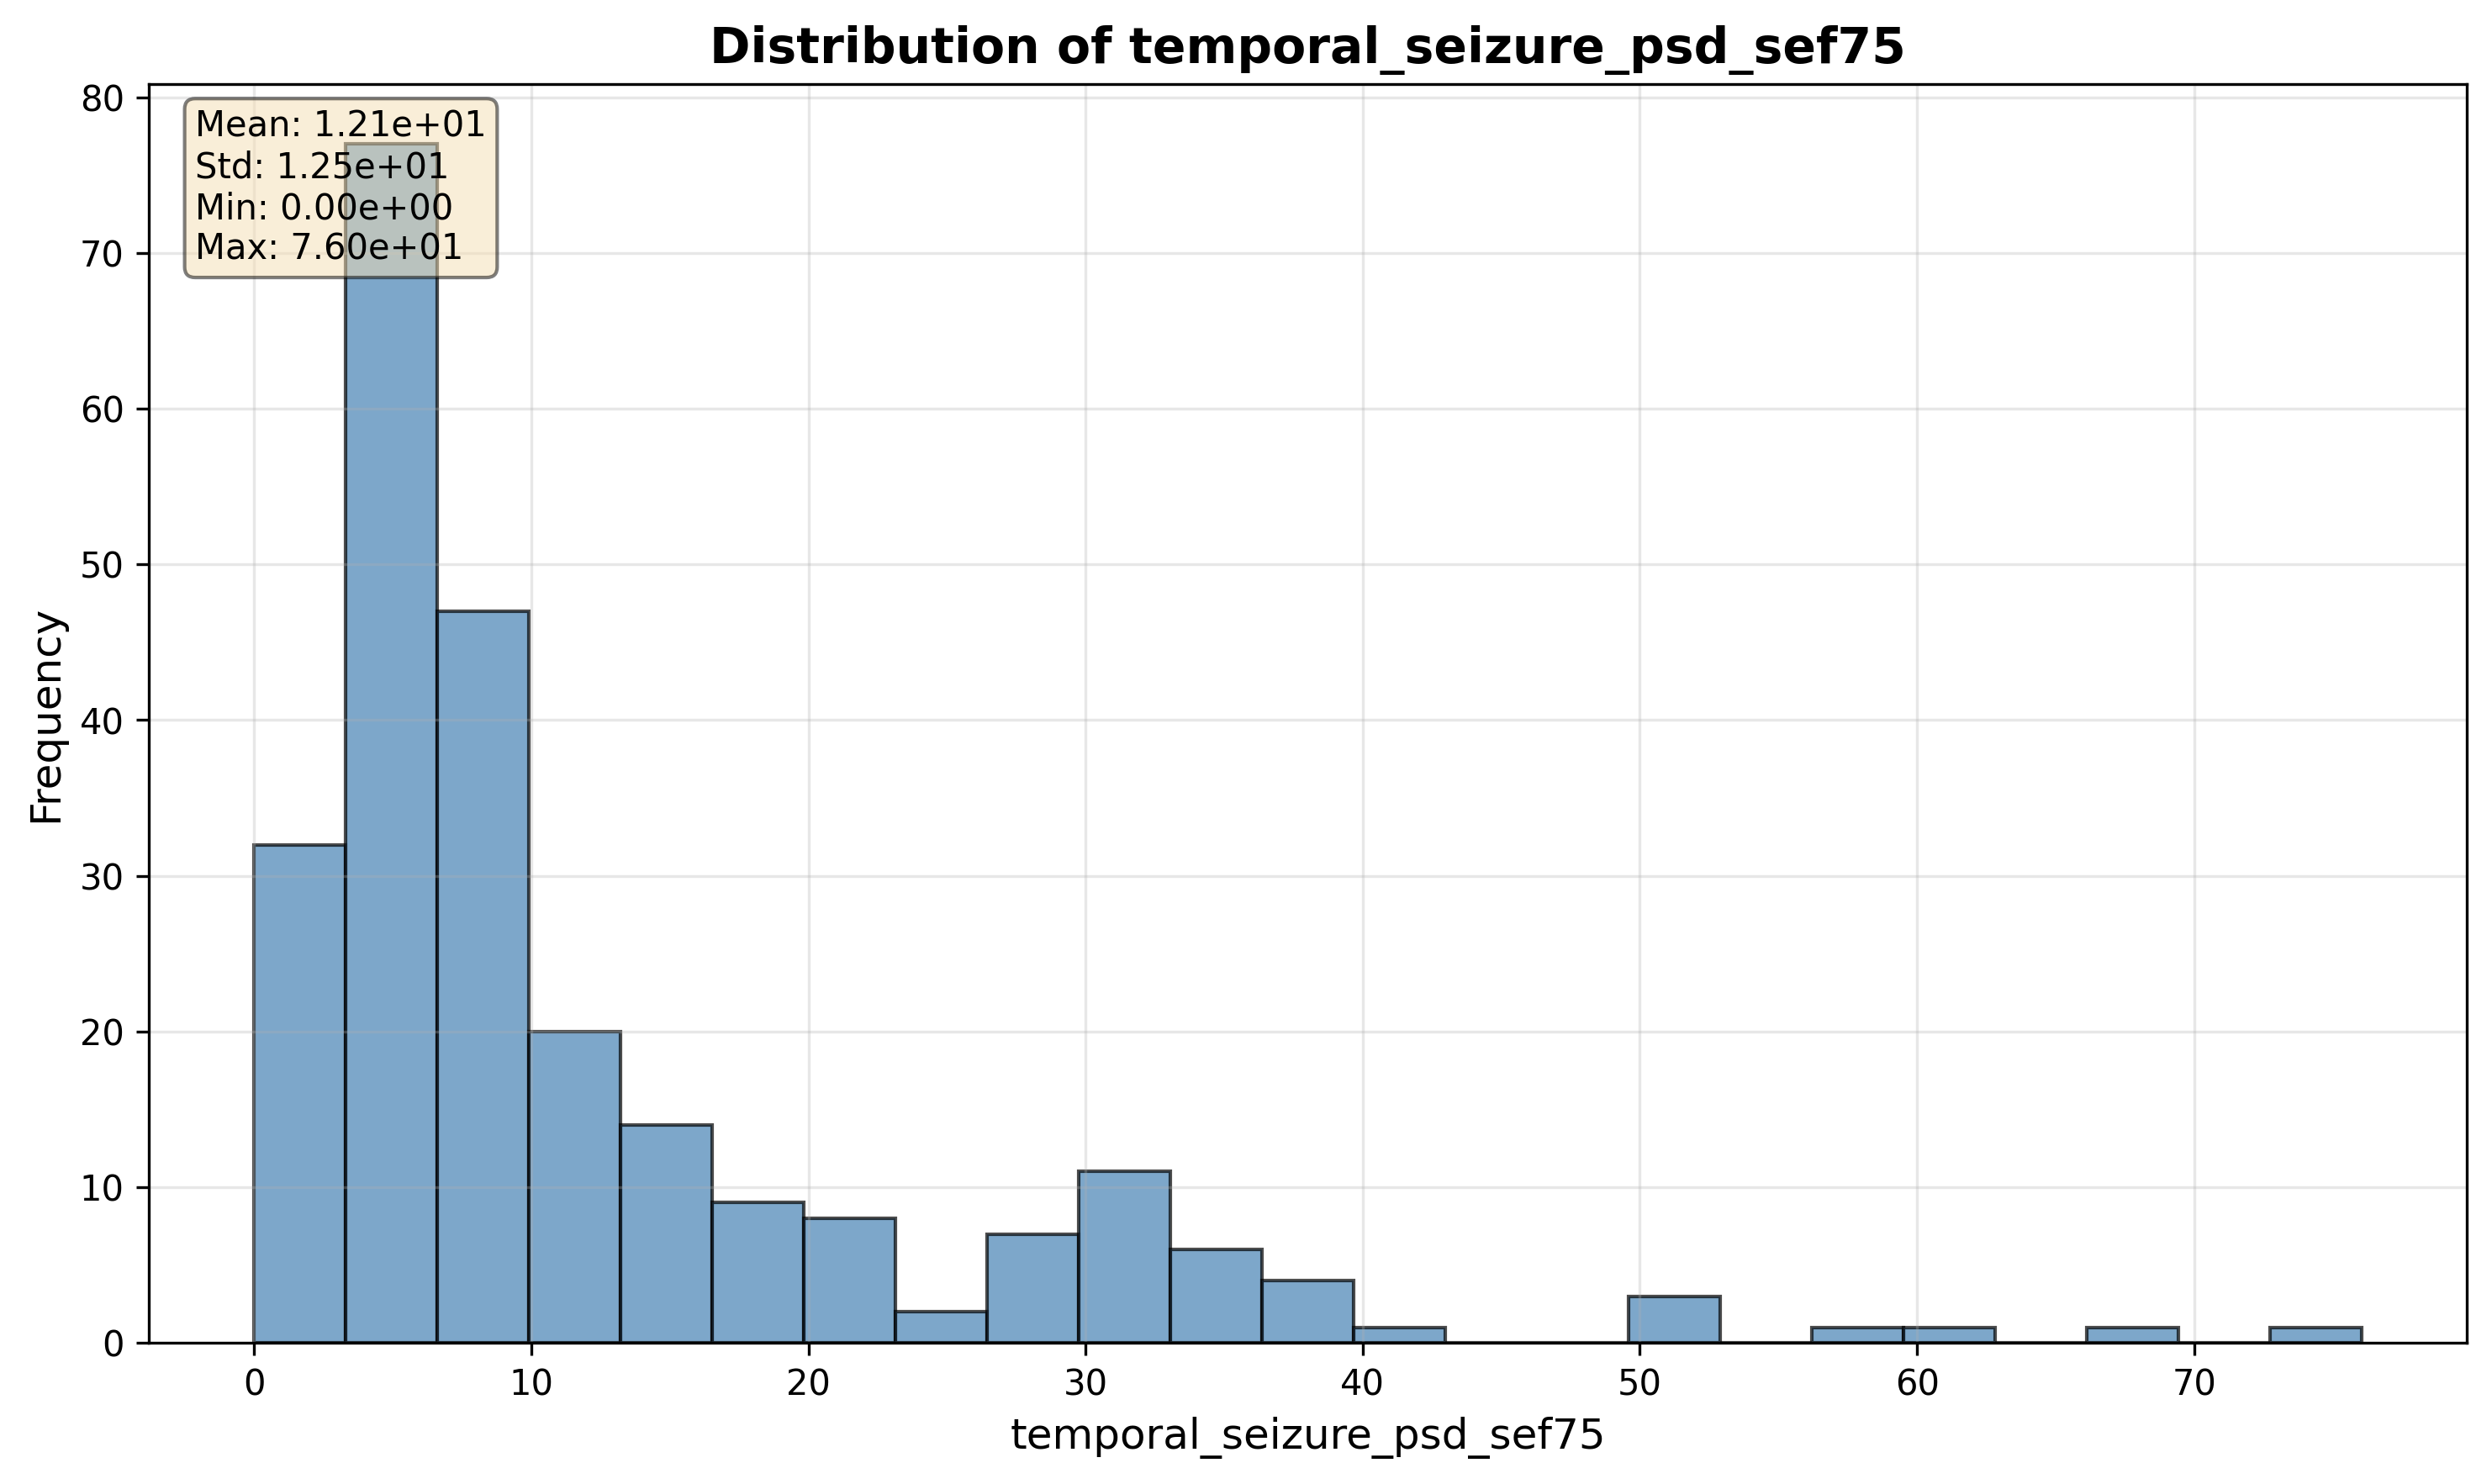 Distribution of temporal_seizure_psd_sef75
Mean: 1.21e+01
Std: 1.25e+01
Min: 0.00e+00
Max: 7.60e+01
80
70
60
50
40
30
20
10
0
Frequency
0 10 20 30 40 50 60 70
temporal_seizure_psd_sef75